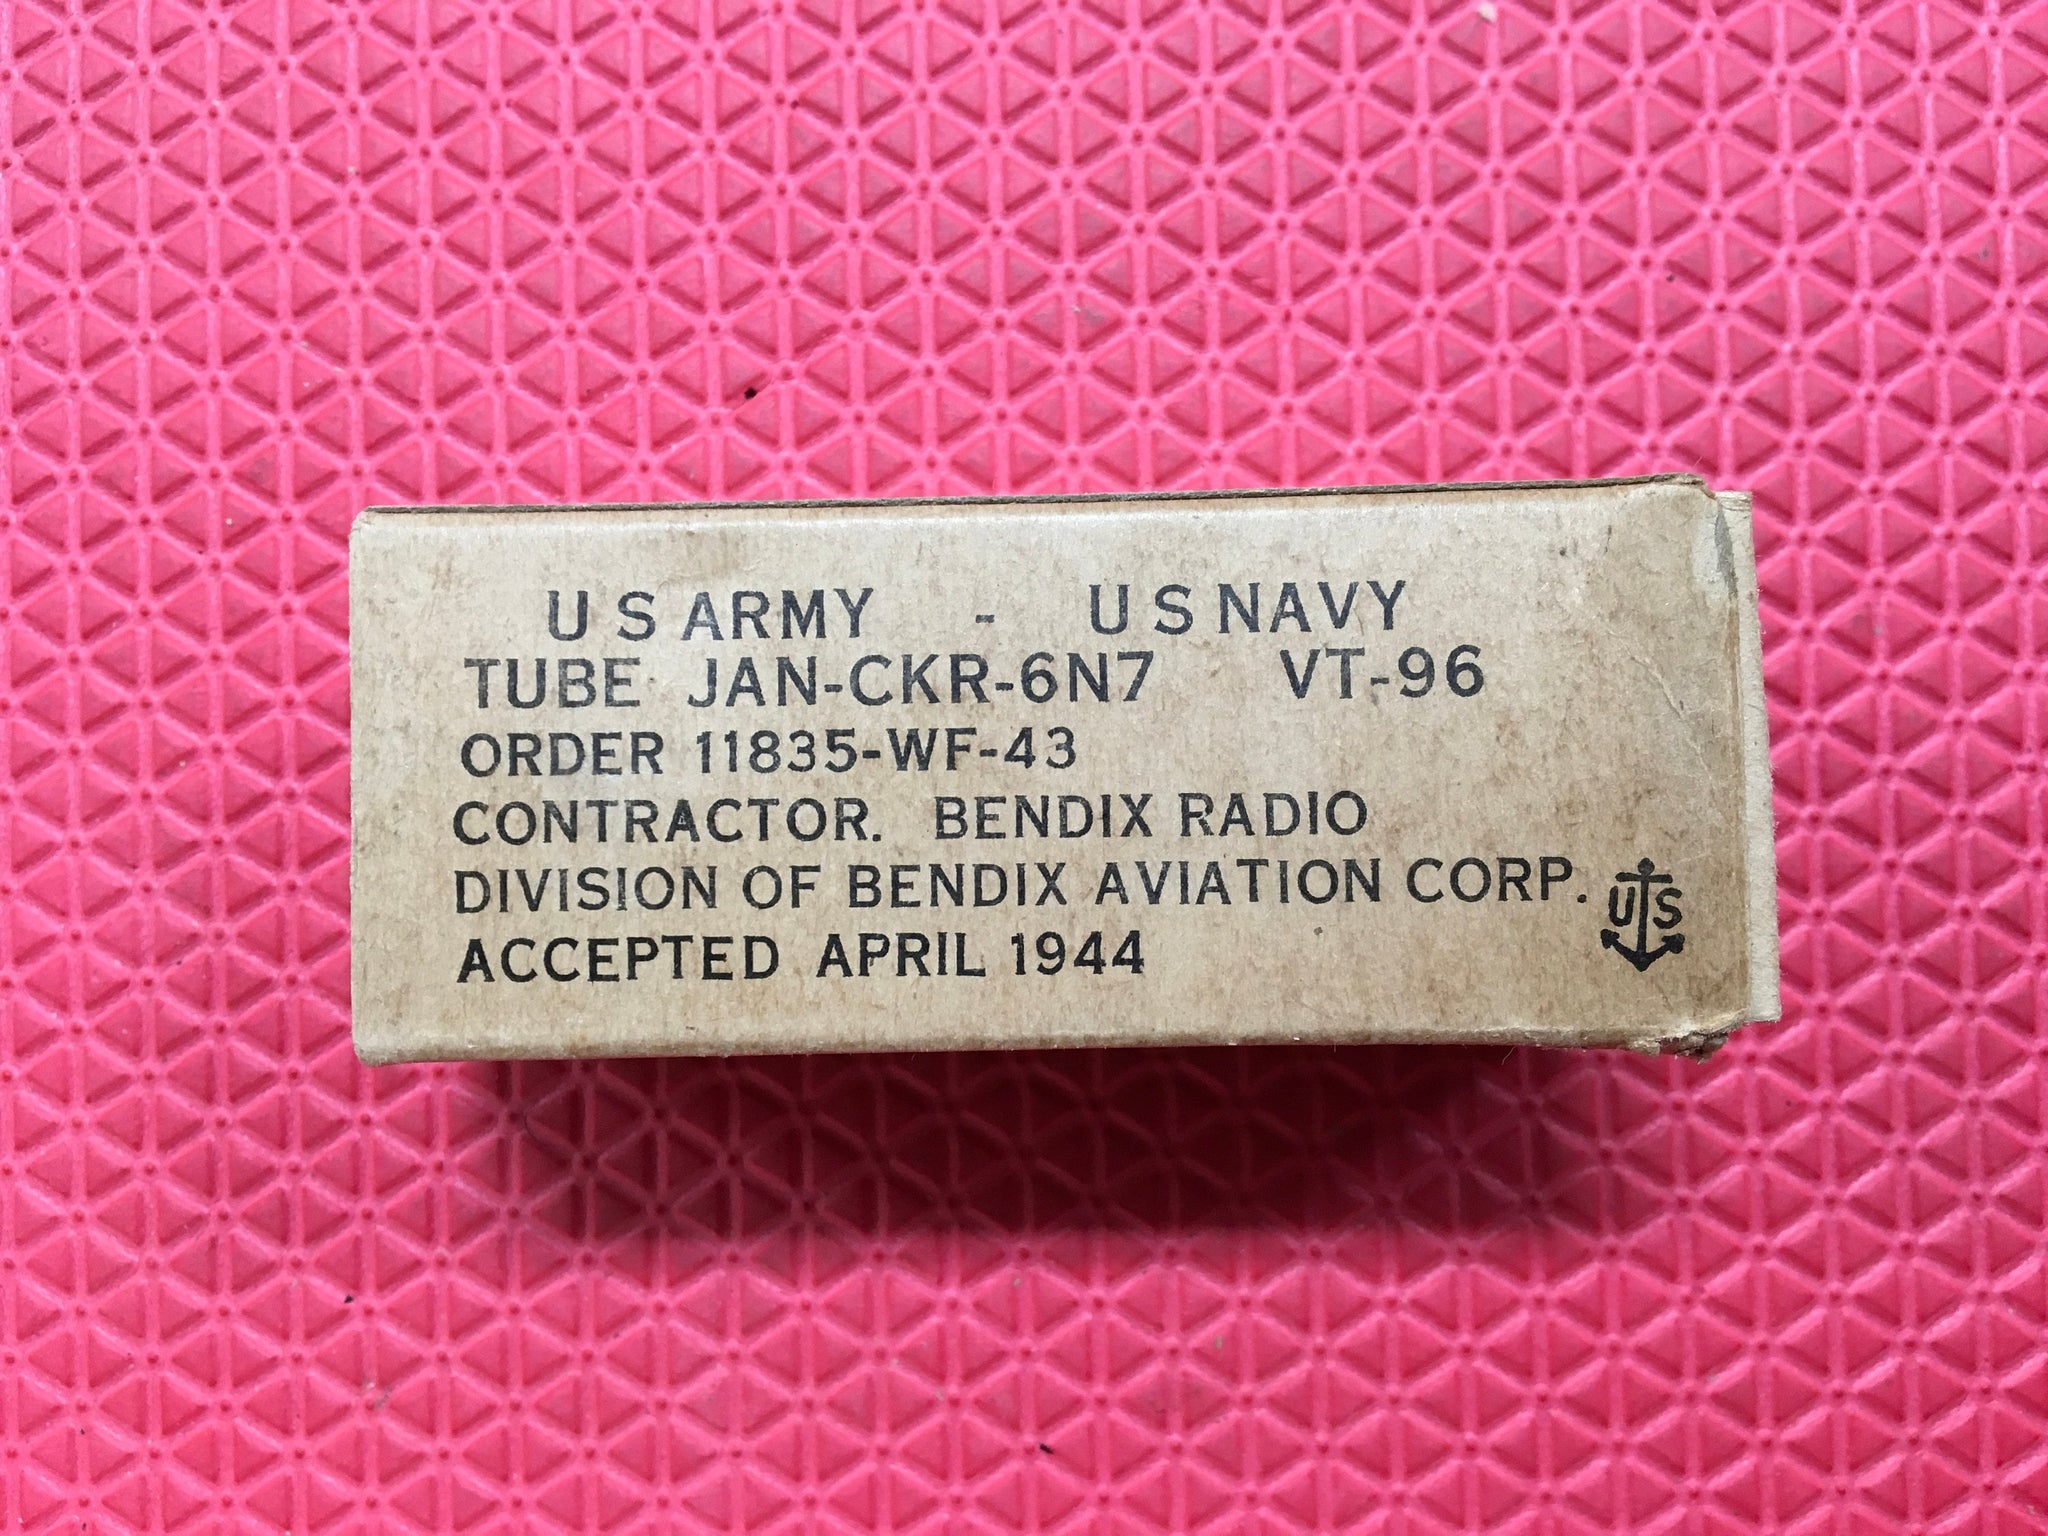 U S ARMY - U S NAVY
TUBE JAN-CKR-6N7 VT-96
ORDER 11835-WF-43
CONTRACTOR. BENDIX RADIO
DIVISION OF BENDIX AVIATION CORP.
US
ACCEPTED APRIL 1944